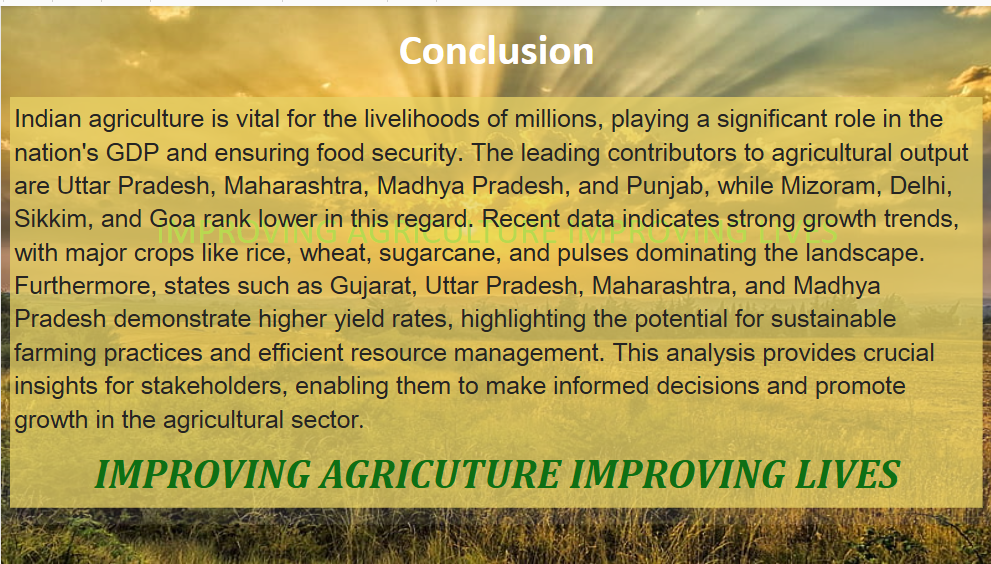 Conclusion
Indian agriculture is vital for the livelihoods of millions, playing a significant role in the
nation's GDP and ensuring food security. The leading contributors to agricultural output
are Uttar Pradesh, Maharashtra, Madhya Pradesh, and Punjab, while Mizoram, Delhi,
Sikkim, and Goa rank lower in this regard. Recent data indicates strong growth trends,
IMPROVING AGRICULTURE IMPROVING LIVES
with major crops like rice, wheat, sugarcane, and pulses dominating the landscape.
Furthermore, states such as Gujarat, Uttar Pradesh, Maharashtra, and Madhya
Pradesh demonstrate higher yield rates, highlighting the potential for sustainable
farming practices and efficient resource management. This analysis provides crucial
insights for stakeholders, enabling them to make informed decisions and promote
growth in the agricultural sector.
IMPROVING AGRICUTURE IMPROVING LIVES